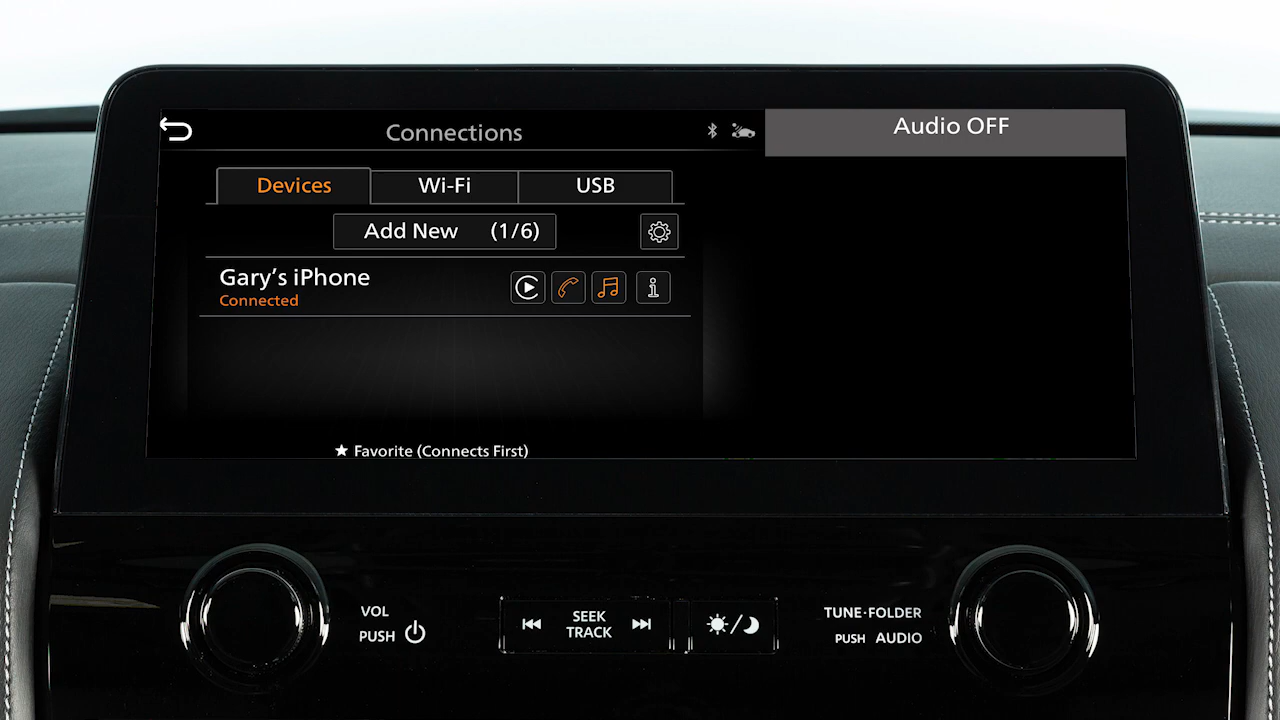 Connections
Audio OFF
Devices
Wi-Fi
USB
Add New (1/6)
Gary’s iPhone
Connected
★ Favorite (Connects First)
VOL
PUSH
SEEK
TRACK
TUNE·FOLDER
PUSH AUDIO